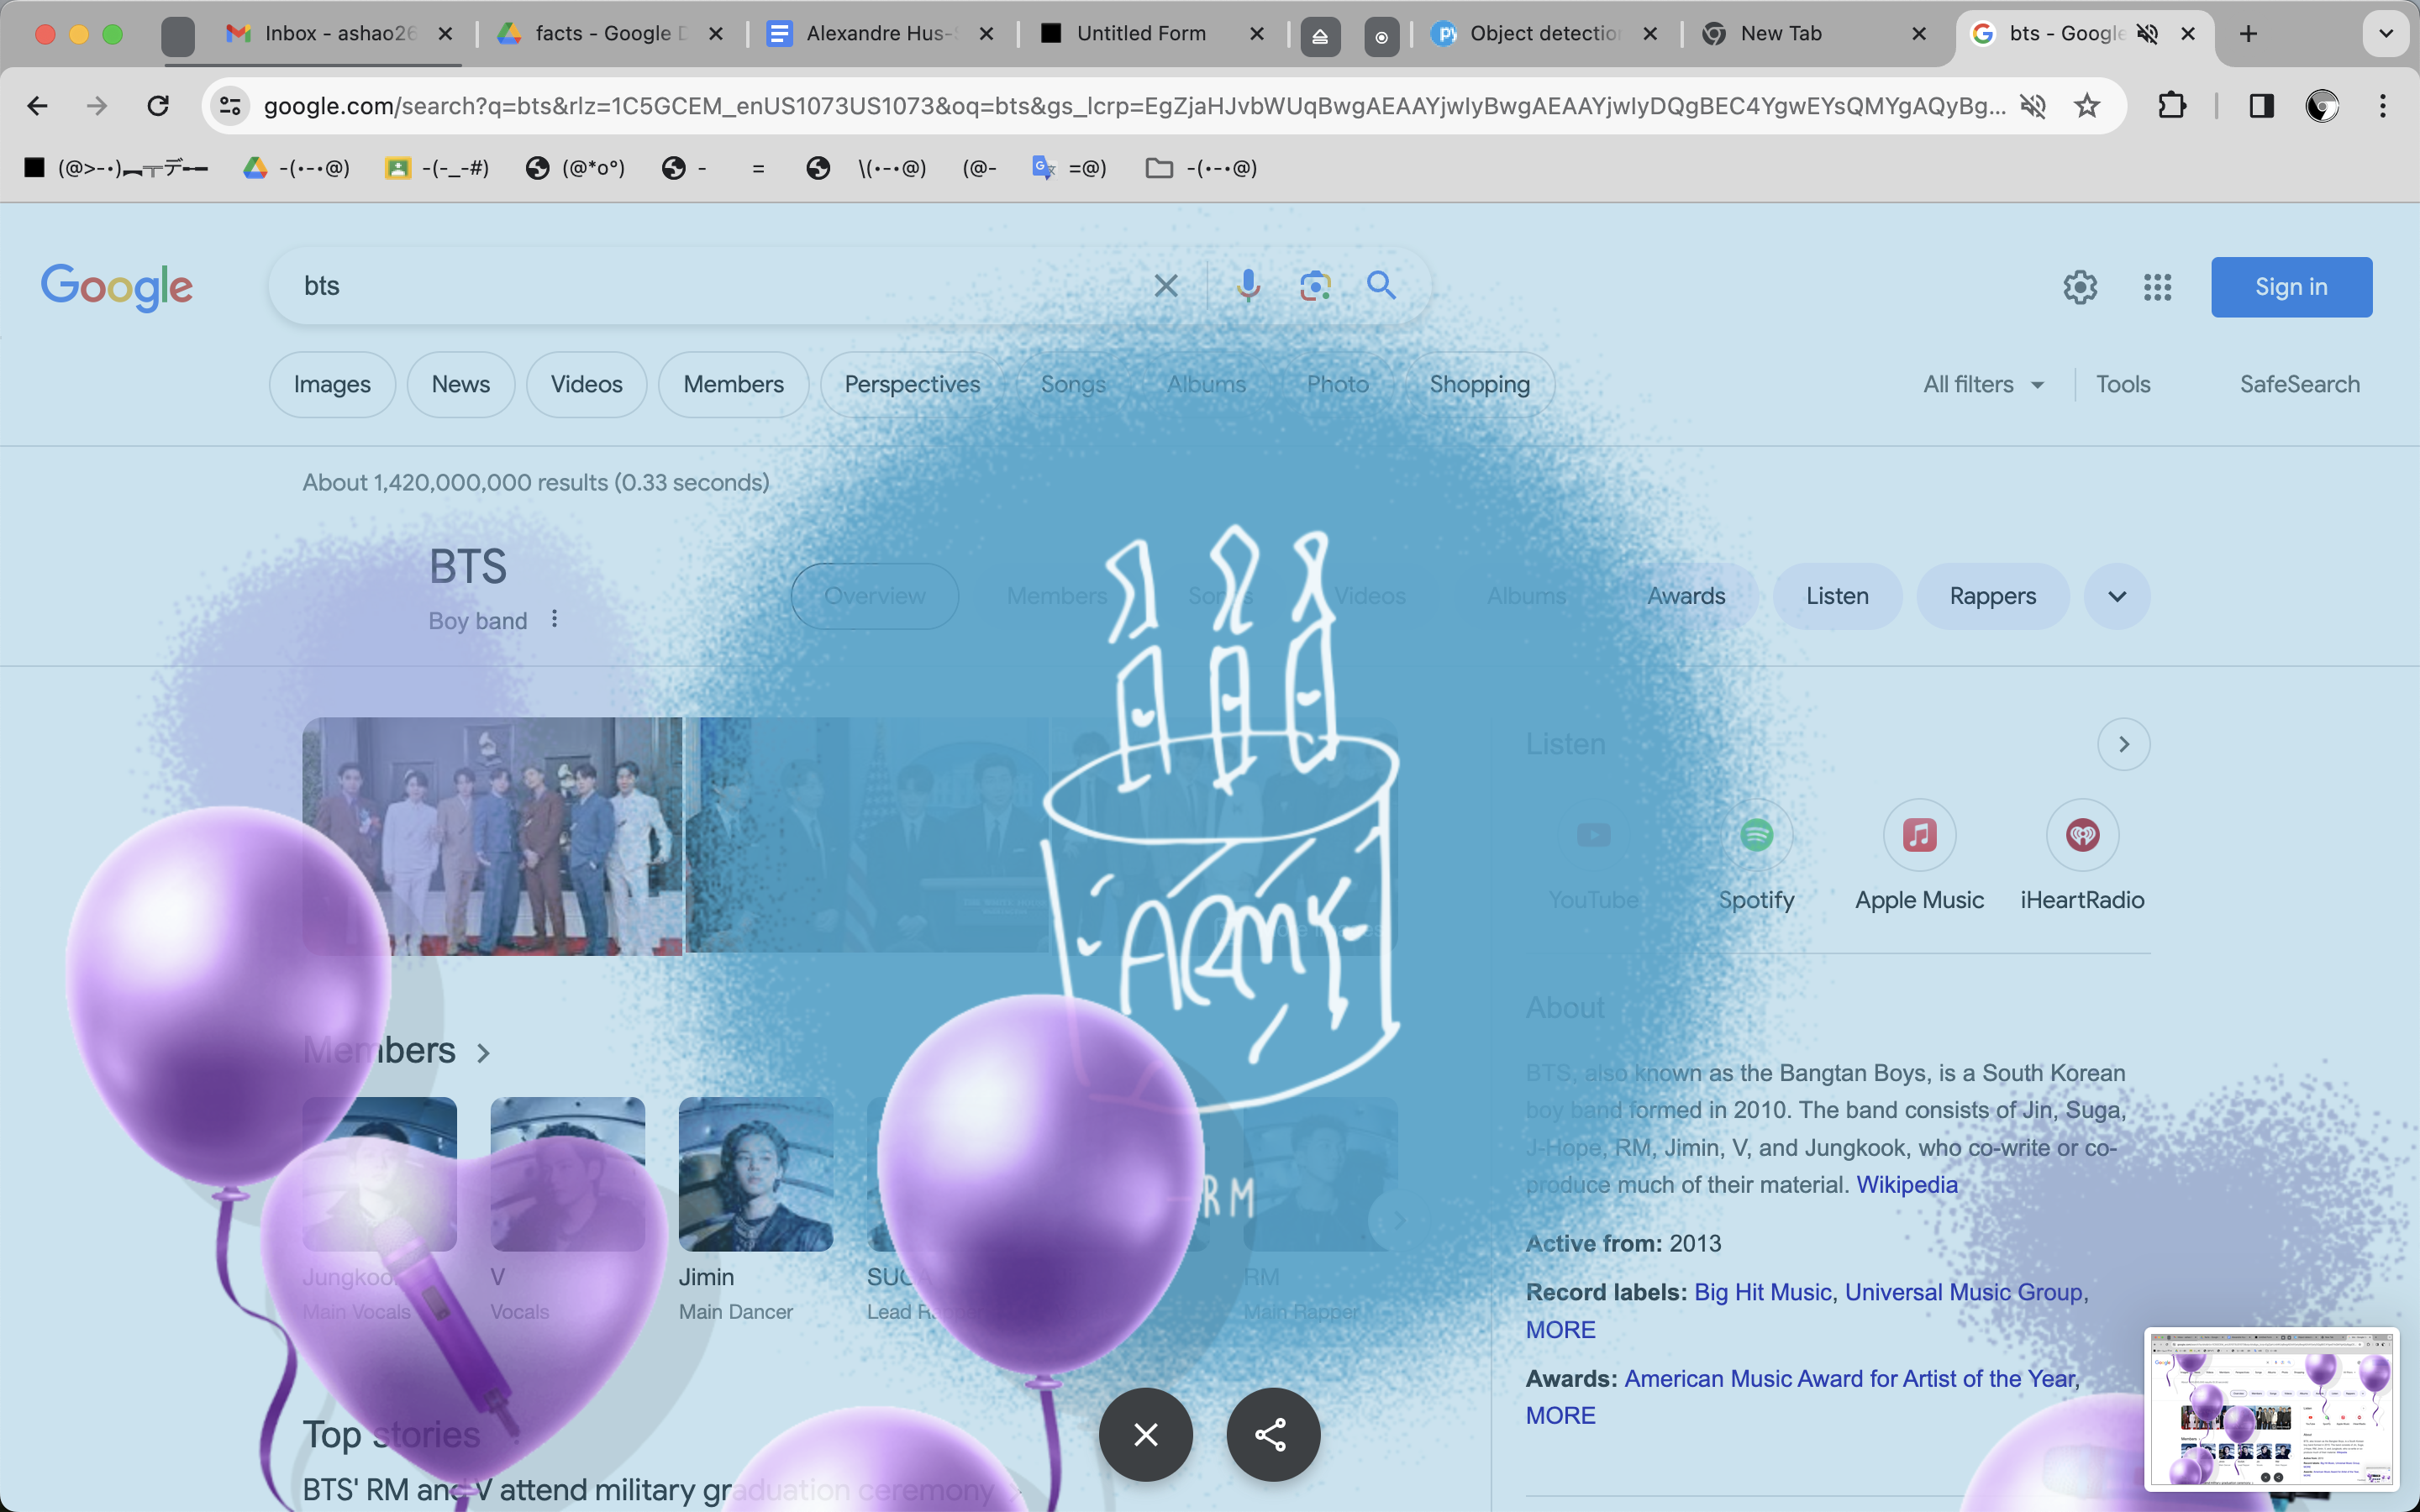 Inbox - ashao26
facts - Google D
Alexandre Hus-S
Untitled Form
Object detection
New Tab
bts - Google
google.com/search?q=bts&rlz=1C5GCEM_enUS1073US1073&oq=bts&gs_lcrp=EgZjaHJvbWUqBwgAEAAYjwIyBwgAEAAYjwIyDQgBEC4YgwEYsQMYgAQyBg...
(@>-•)︻╦デ╾━ -(•-•@) -(-_-#) (@*o°) - = \(•-•@) (@- =@) -(•-•@)
Google
bts
Sign in
Images
News
Videos
Members
Perspectives
Songs
Albums
Photo
Shopping
All filters
Tools
SafeSearch
About 1,420,000,000 results (0.33 seconds)
BTS
Boy band
Overview
Members
Songs
Videos
Albums
Awards
Listen
Rappers
ARMY
RM
Members
Jungkook
Main Vocals
V
Vocals
Jimin
Main Dancer
SUGA
Lead Rapper
RM
Main Rapper
Top stories
BTS' RM and V attend military graduation ceremony
Listen
YouTube
Spotify
Apple Music
iHeartRadio
About
BTS, also known as the Bangtan Boys, is a South Korean
boy band formed in 2010. The band consists of Jin, Suga,
J-Hope, RM, Jimin, V, and Jungkook, who co-write or co-
produce much of their material. Wikipedia
Active from: 2013
Record labels: Big Hit Music, Universal Music Group,
MORE
Awards: American Music Award for Artist of the Year,
MORE